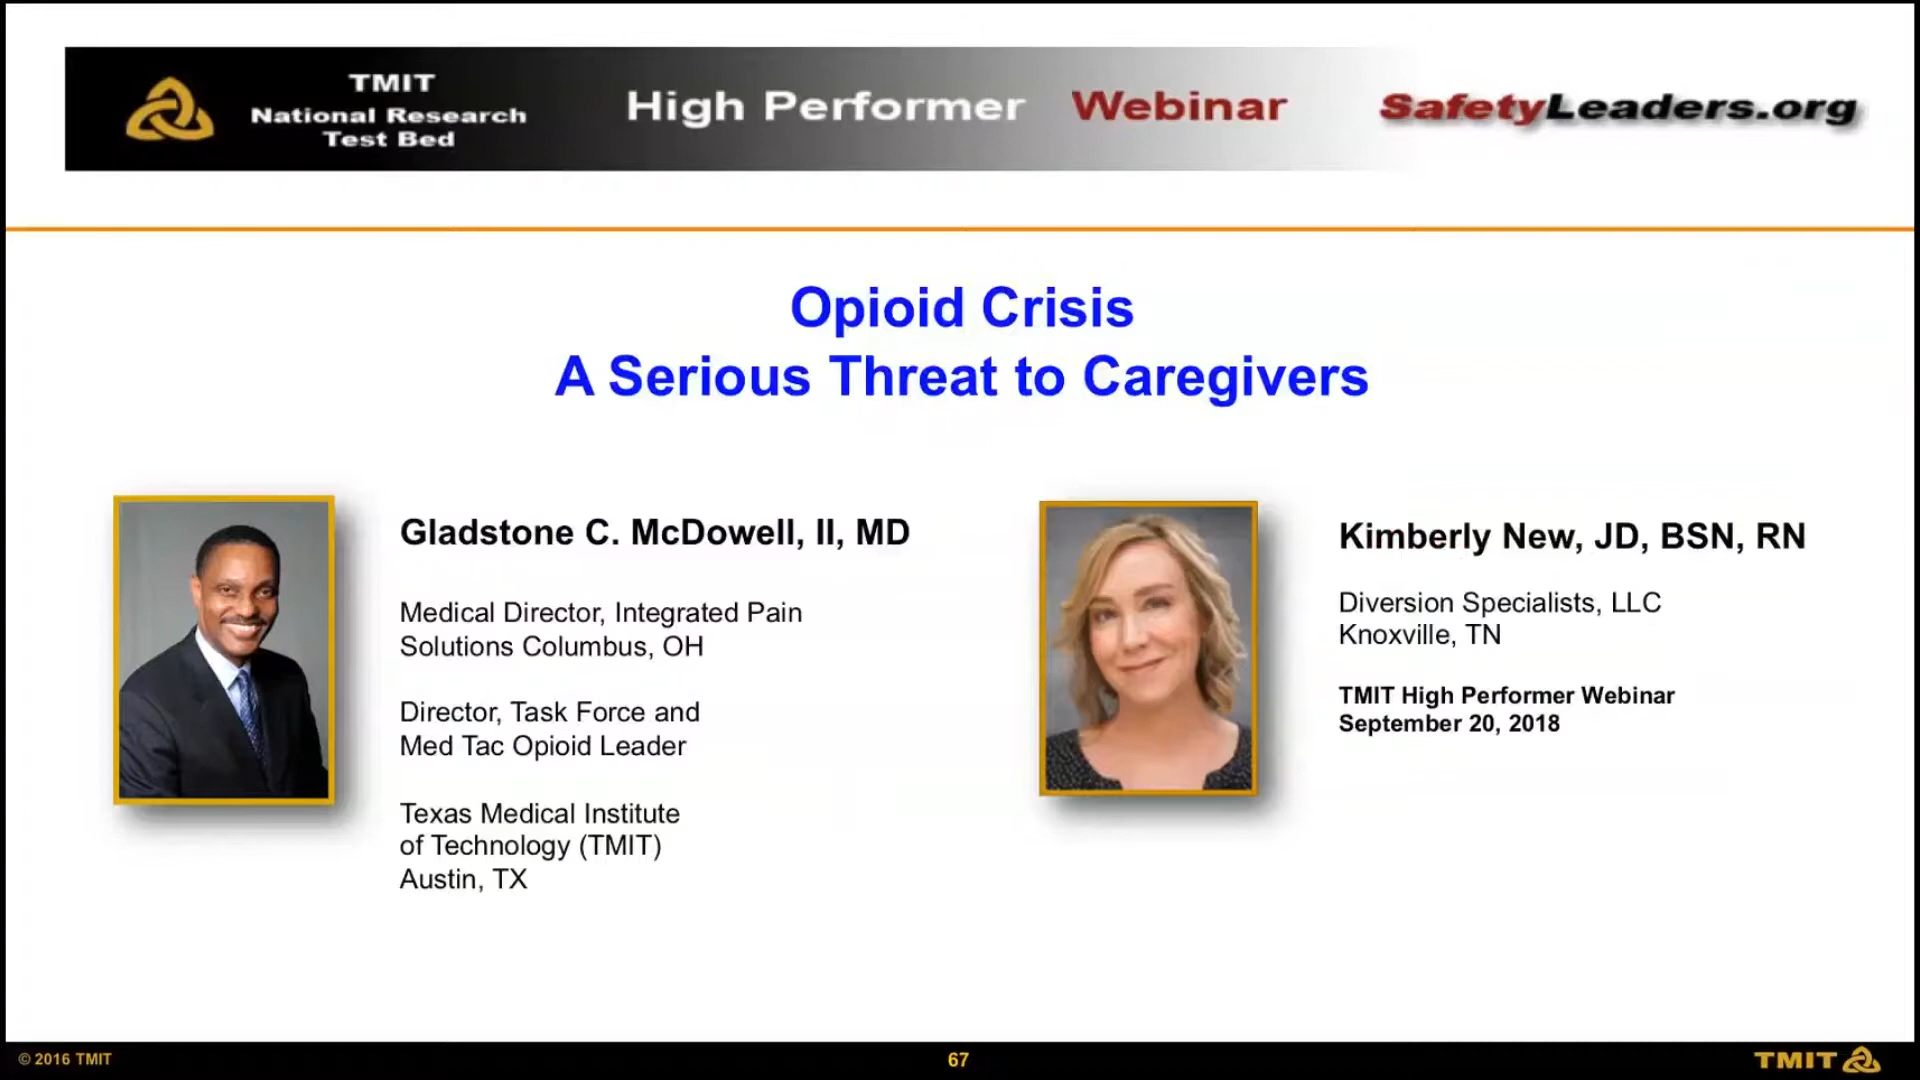 TMIT
National Research
Test Bed
High Performer Webinar
SafetyLeaders.org
Opioid Crisis
A Serious Threat to Caregivers
Gladstone C. McDowell, II, MD
Medical Director, Integrated Pain
Solutions Columbus, OH
Director, Task Force and
Med Tac Opioid Leader
Texas Medical Institute
of Technology (TMIT)
Austin, TX
Kimberly New, JD, BSN, RN
Diversion Specialists, LLC
Knoxville, TN
TMIT High Performer Webinar
September 20, 2018
© 2016 TMIT
67
TMIT